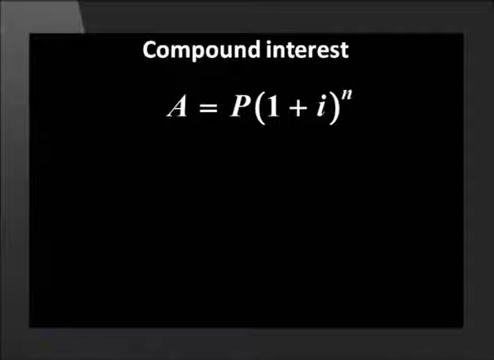 Compound interest
A = P(1 + i)ⁿ